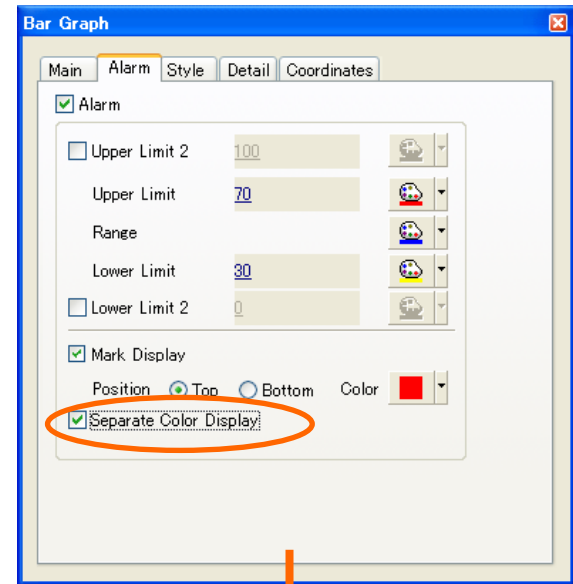 Bar Graph
Main Alarm Style Detail Coordinates
Alarm
Upper Limit 2 100
Upper Limit 70
Range
Lower Limit 30
Lower Limit 2 0
Mark Display
Position Top Bottom Color
Separate Color Display